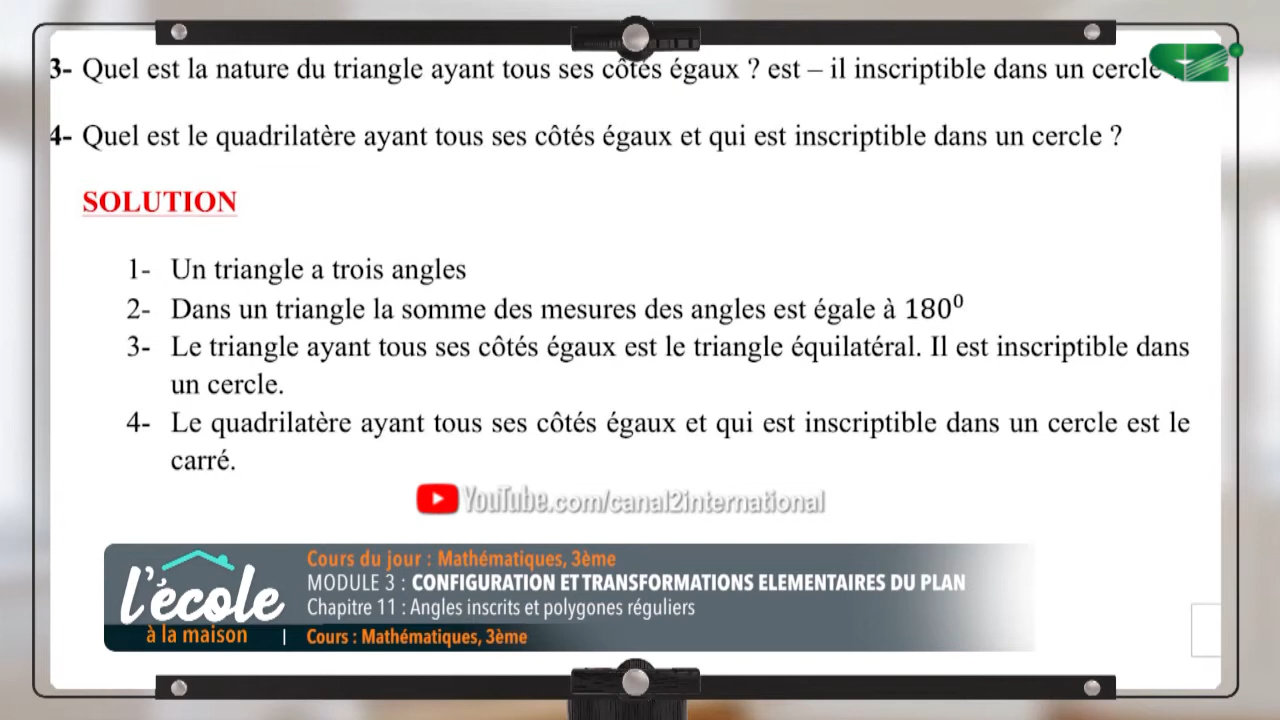 3- Quel est la nature du triangle ayant tous ses côtés égaux ? est – il inscriptible dans un cercle ?
4- Quel est le quadrilatère ayant tous ses côtés égaux et qui est inscriptible dans un cercle ?
SOLUTION
1- Un triangle a trois angles
2- Dans un triangle la somme des mesures des angles est égale à 180⁰
3- Le triangle ayant tous ses côtés égaux est le triangle équilatéral. Il est inscriptible dans
un cercle.
4- Le quadrilatère ayant tous ses côtés égaux et qui est inscriptible dans un cercle est le
carré.
YouTube.com/canal2international
l'école
à la maison
Cours du jour : Mathématiques, 3ème
MODULE 3 : CONFIGURATION ET TRANSFORMATIONS ELEMENTAIRES DU PLAN
Chapitre 11 : Angles inscrits et polygones réguliers
| Cours : Mathématiques, 3ème